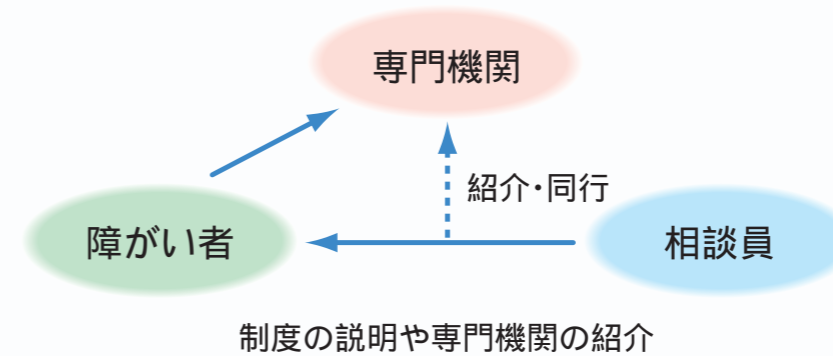 専門機関
紹介･同行
障がい者
相談員
制度の説明や専門機関の紹介